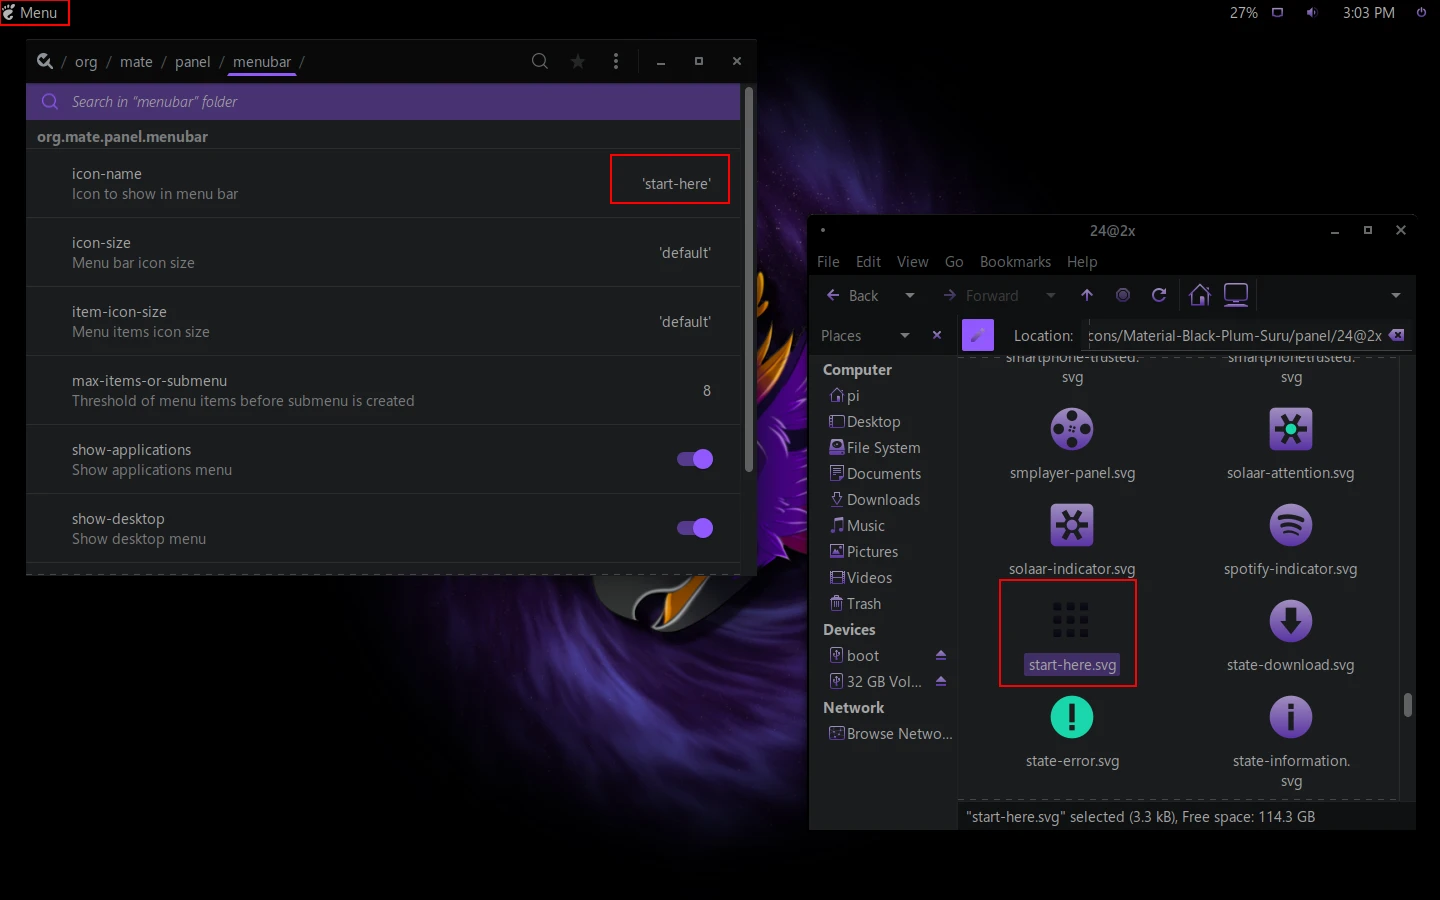 Menu
27%
3:03 PM
/ org / mate / panel / menubar /
Search in “menubar” folder
org.mate.panel.menubar
icon-name
Icon to show in menu bar
'start-here'
icon-size
Menu bar icon size
'default'
item-icon-size
Menu items icon size
'default'
max-items-or-submenu
Threshold of menu items before submenu is created
8
show-applications
Show applications menu
show-desktop
Show desktop menu
24@2x
File Edit View Go Bookmarks Help
Back Forward
Places
Location: cons/Material-Black-Plum-Suru/panel/24@2x
Computer
pi
Desktop
File System
Documents
Downloads
Music
Pictures
Videos
Trash
Devices
boot
32 GB Vol...
Network
Browse Netwo...
smartphone-trusted.
svg
smartphonetrusted.
svg
smplayer-panel.svg
solaar-attention.svg
solaar-indicator.svg
spotify-indicator.svg
start-here.svg
state-download.svg
state-error.svg
state-information.
svg
"start-here.svg" selected (3.3 kB), Free space: 114.3 GB